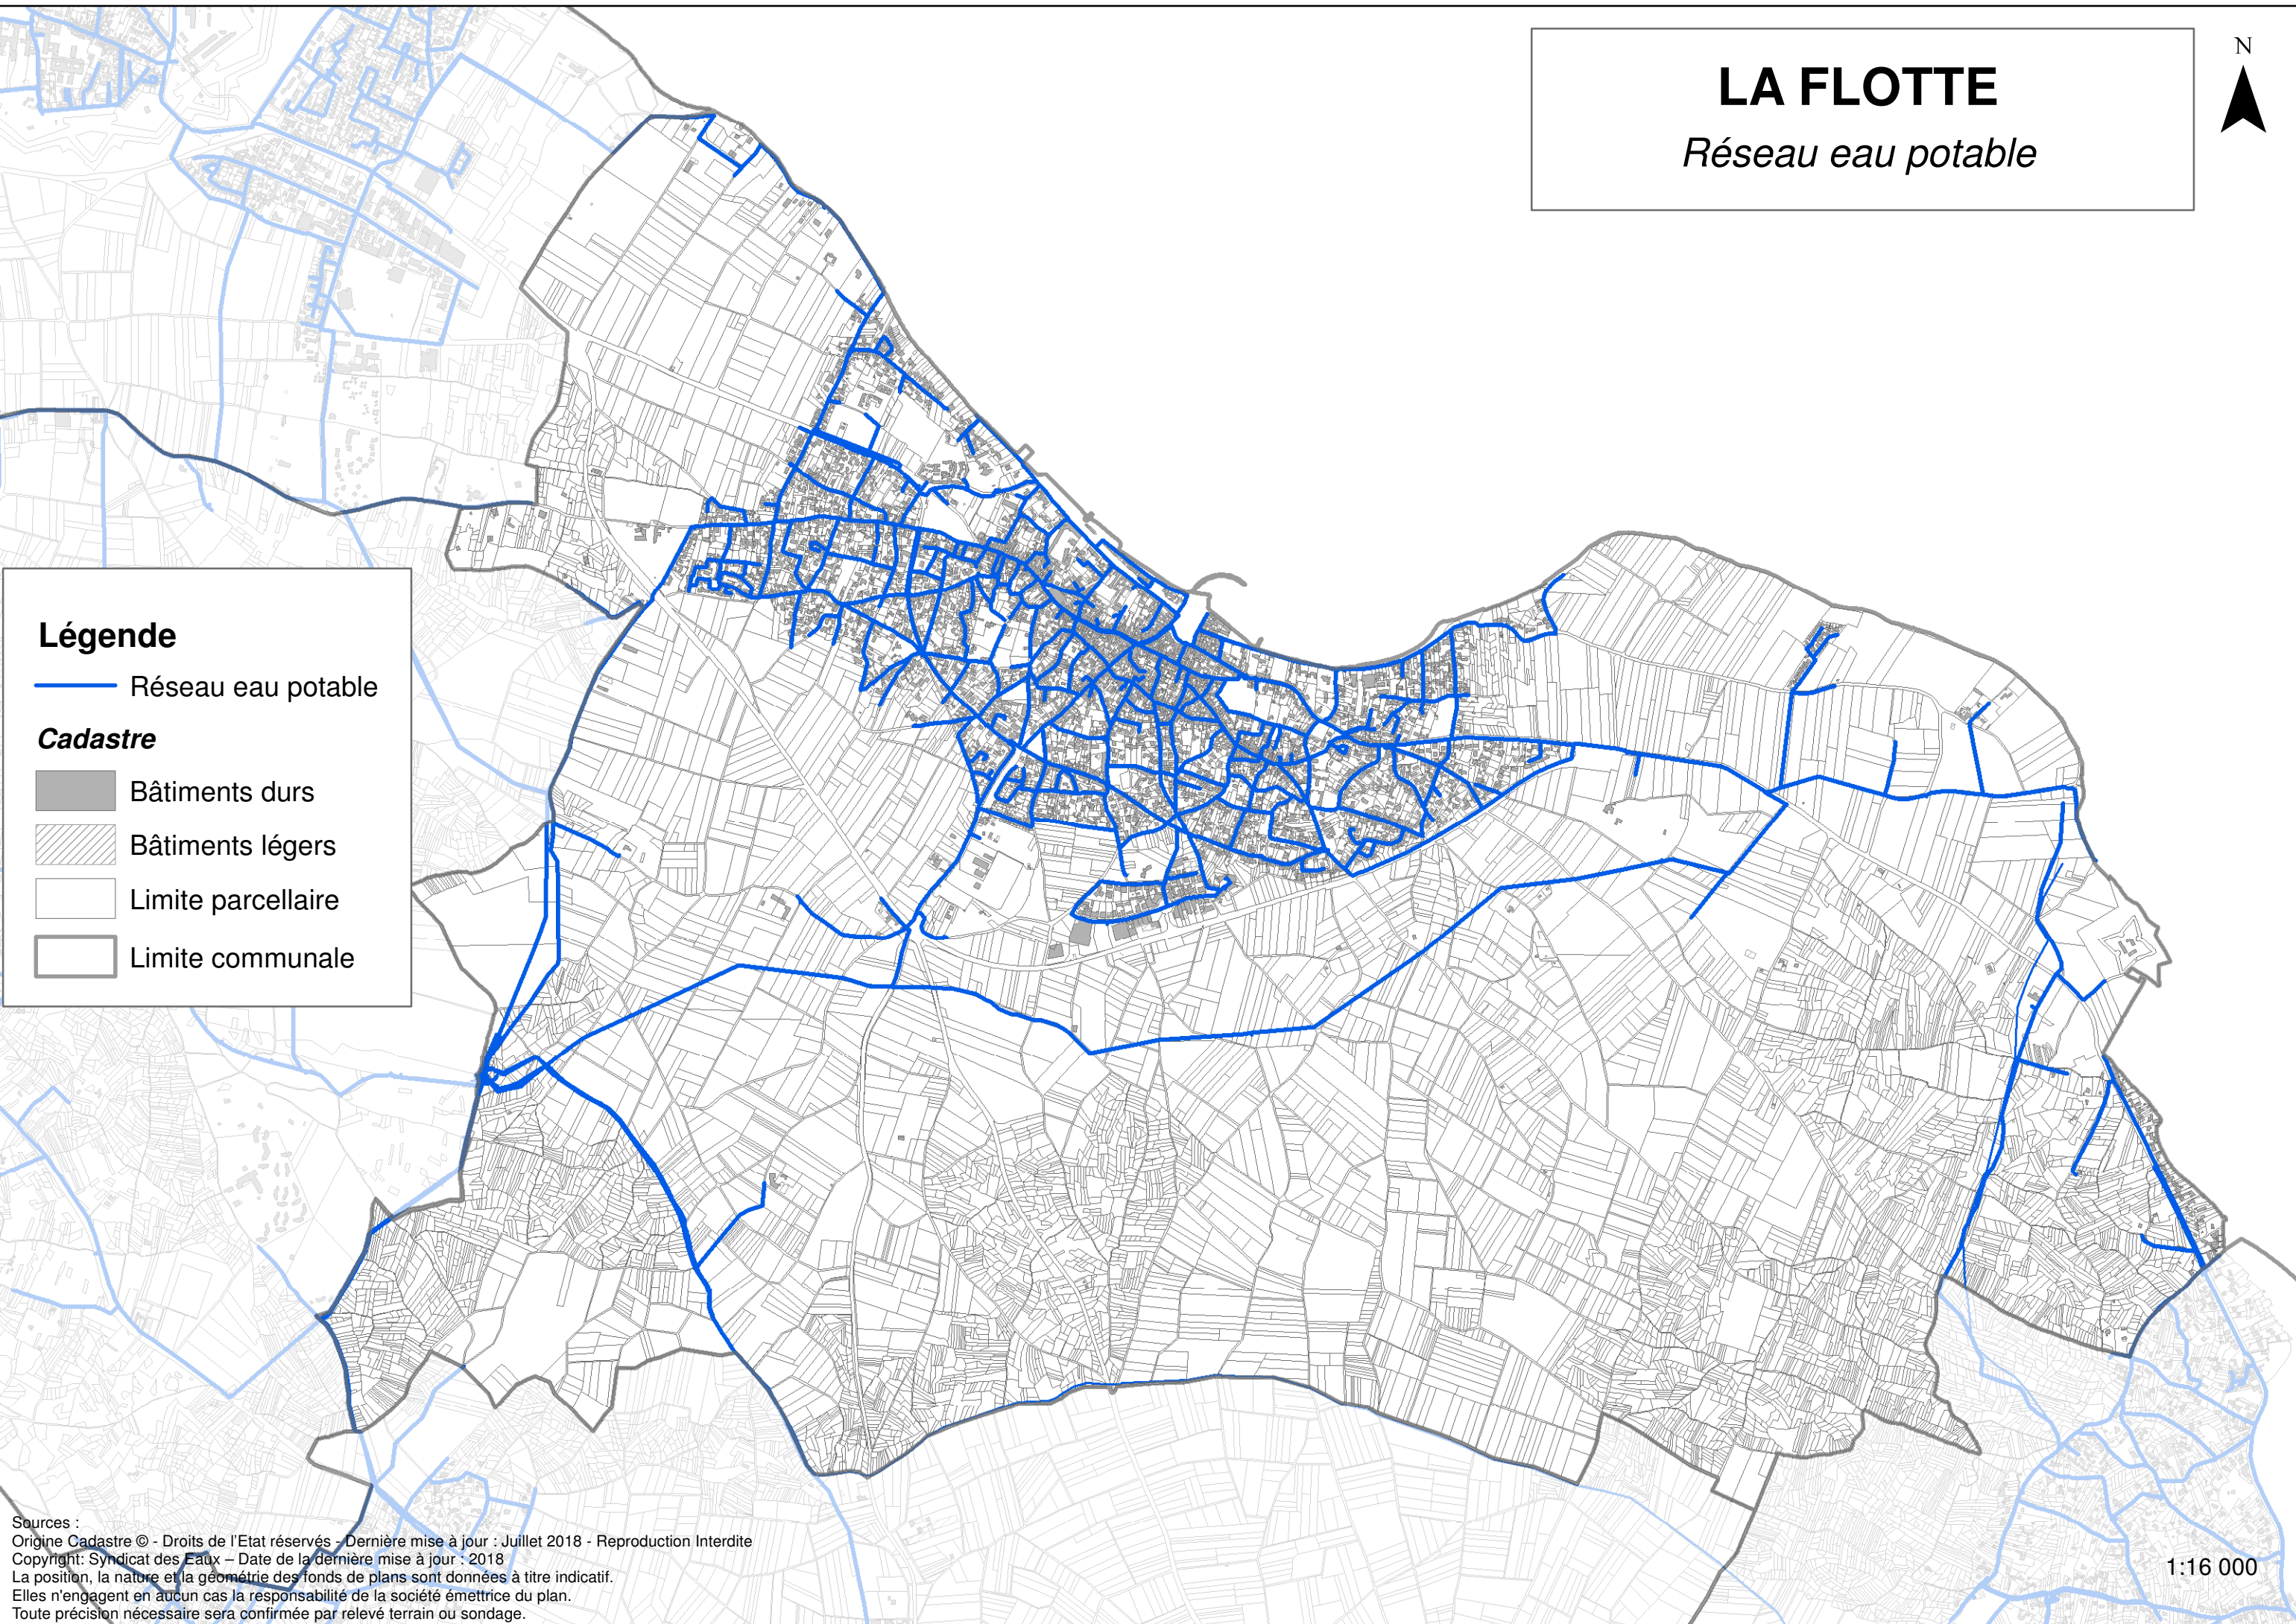 LA FLOTTE
Réseau eau potable
N
Légende
Réseau eau potable
Cadastre
Bâtiments durs
Bâtiments légers
Limite parcellaire
Limite communale
Sources :
Origine Cadastre © - Droits de l'Etat réservés - Dernière mise à jour : Juillet 2018 - Reproduction Interdite
Copyright: Syndicat des Eaux – Date de la dernière mise à jour : 2018
La position, la nature et la géométrie des fonds de plans sont données à titre indicatif.
Elles n'engagent en aucun cas la responsabilité de la société émettrice du plan.
Toute précision nécessaire sera confirmée par relevé terrain ou sondage.
1:16 000